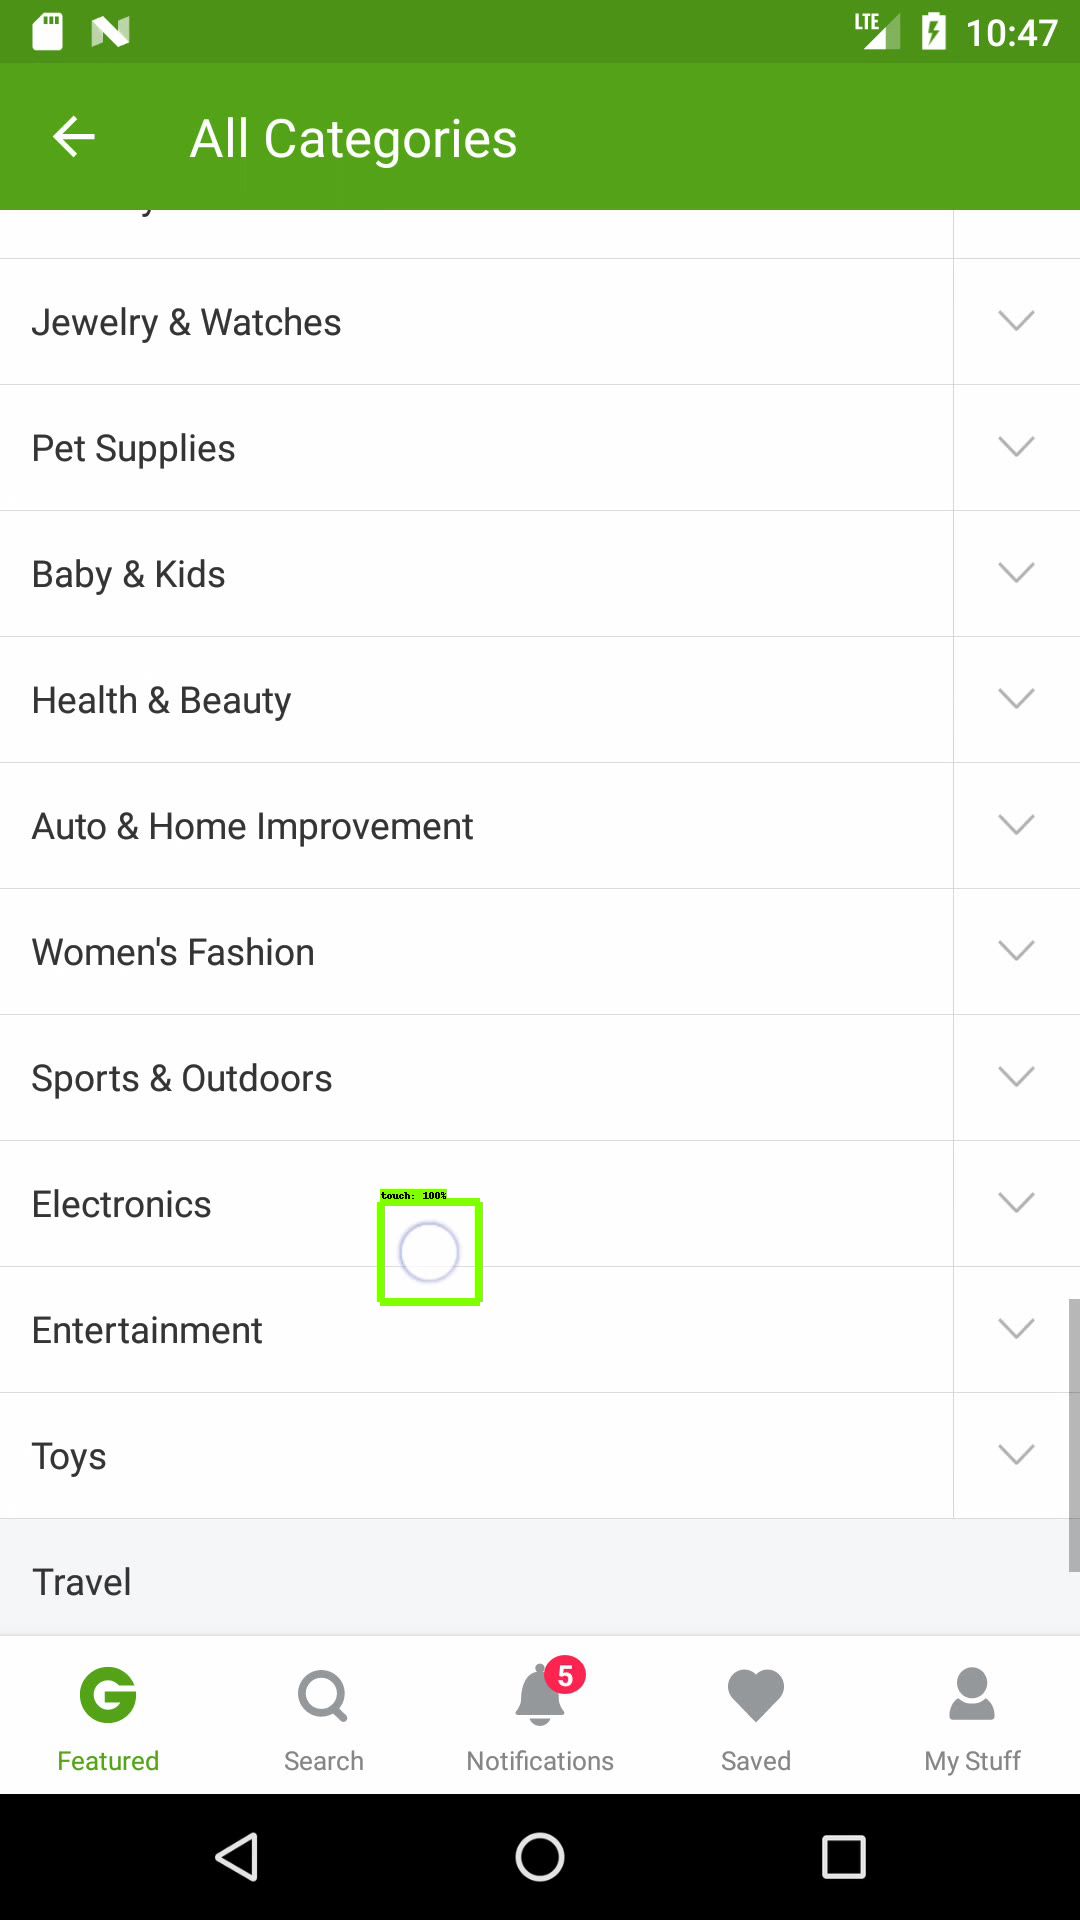 LTE 10:47
All Categories
Jewelry & Watches
Pet Supplies
Baby & Kids
Health & Beauty
Auto & Home Improvement
Women's Fashion
Sports & Outdoors
touch: 100%
Electronics
Entertainment
Toys
Travel
5
Featured Search Notifications Saved My Stuff